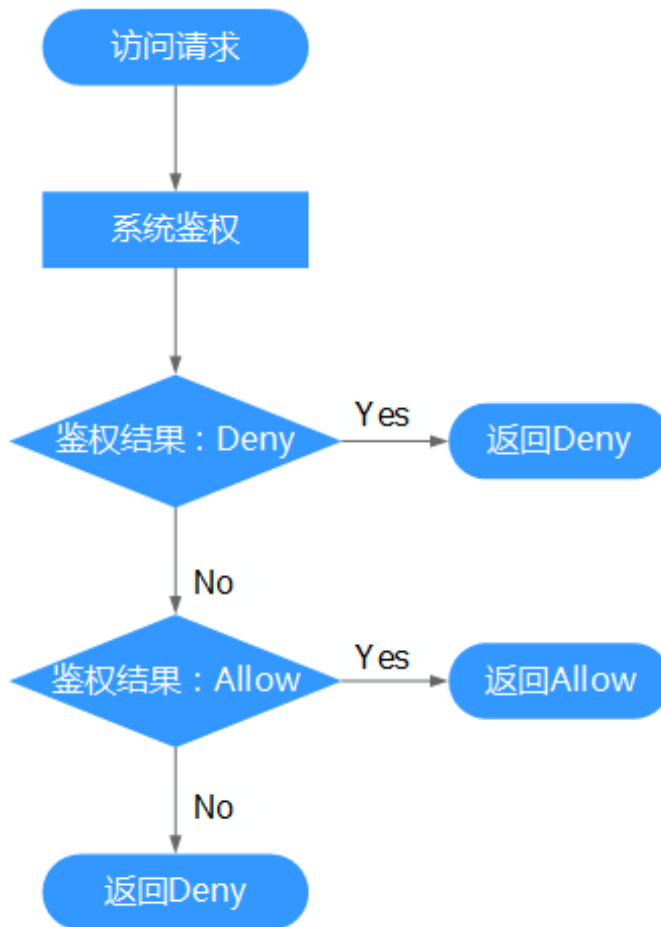 访问请求
系统鉴权
鉴权结果：Deny
Yes
返回Deny
No
鉴权结果：Allow
Yes
返回Allow
No
返回Deny